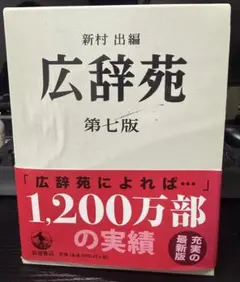 新村 出編
広辞苑
第七版
「広辞苑によれば…」
1,200万部
の実績
充実の
最新版
岩波書店